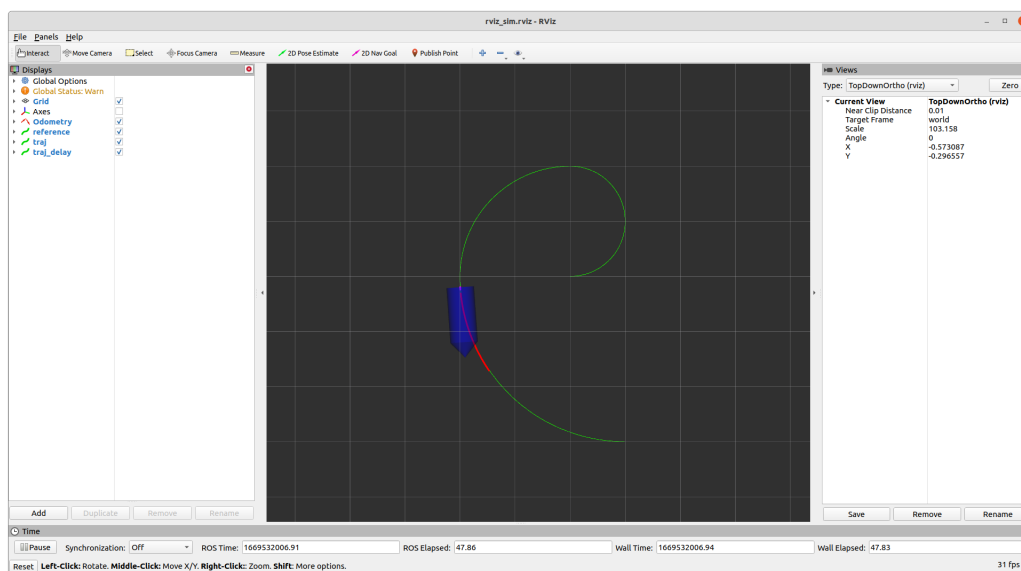 rviz_sim.rviz - RViz
File Panels Help
Interact Move Camera Select Focus Camera Measure 2D Pose Estimate 2D Nav Goal Publish Point
Displays
Global Options
Global Status: Warn
Grid
Axes
Odometry
reference
traj
traj_delay
Add Duplicate Remove Rename
Views
Type: TopDownOrtho (rviz) Zero
Current View TopDownOrtho (rviz)
Near Clip Distance 0.01
Target Frame world
Scale 103.158
Angle 0
X -0.573087
Y -0.296557
Save Remove Rename
Time
Pause Synchronization: Off ROS Time: 1669532006.91 ROS Elapsed: 47.86 Wall Time: 1669532006.94 Wall Elapsed: 47.83
Reset Left-Click: Rotate. Middle-Click: Move X/Y. Right-Click:: Zoom. Shift: More options. 31 fps